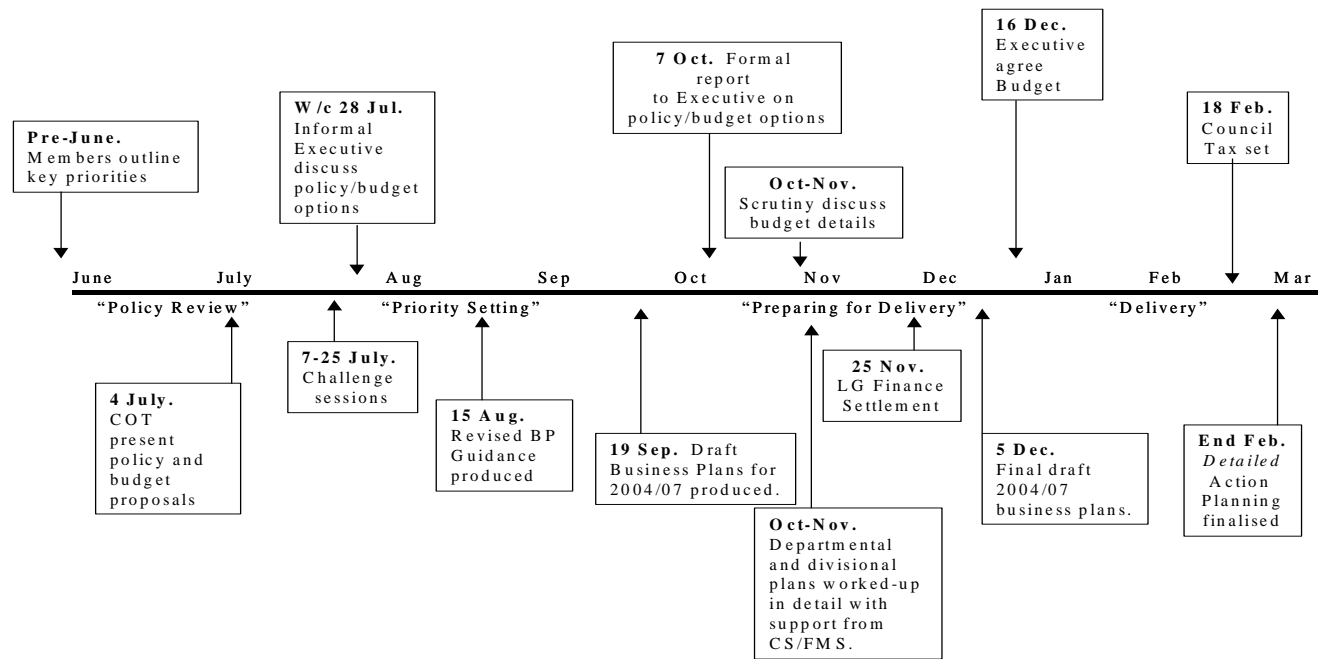 Pre-June.
Members outline
key priorities
W/c 28 Jul.
Informal
Executive
discuss
policy/budget
options
7 Oct. Formal
report
to Executive on
policy/budget options
Oct-Nov.
Scrutiny discuss
budget details
16 Dec.
Executive
agree
Budget
18 Feb.
Council
Tax set
June July Aug Sep Oct Nov Dec Jan Feb Mar
“Policy Review” “Priority Setting” “Preparing for Delivery” “Delivery”
4 July.
COT
present
policy and
budget
proposals
7-25 July.
Challenge
sessions
15 Aug.
Revised BP
Guidance
produced
19 Sep. Draft
Business Plans for
2004/07 produced.
Oct-Nov.
Departmental
and divisional
plans worked-up
in detail with
support from
CS/FMS.
25 Nov.
LG Finance
Settlement
5 Dec.
Final draft
2004/07
business plans.
End Feb.
Detailed
Action
Planning
finalised